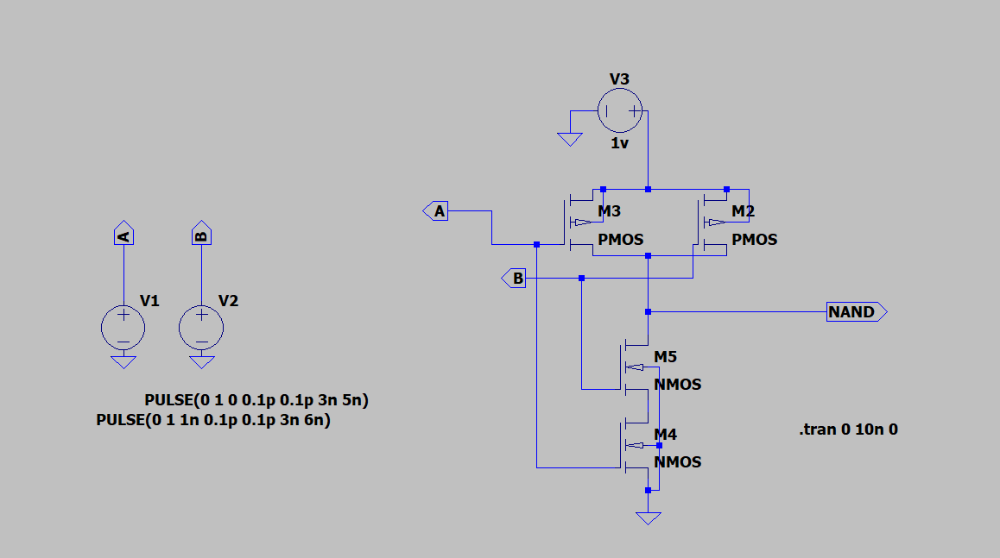 V3
1v
A
M3
M2
PMOS
PMOS
A
B
B
V1
V2
NAND
M5
NMOS
PULSE(0 1 0 0.1p 0.1p 3n 5n)
PULSE(0 1 1n 0.1p 0.1p 3n 6n)
M4
.tran 0 10n 0
NMOS